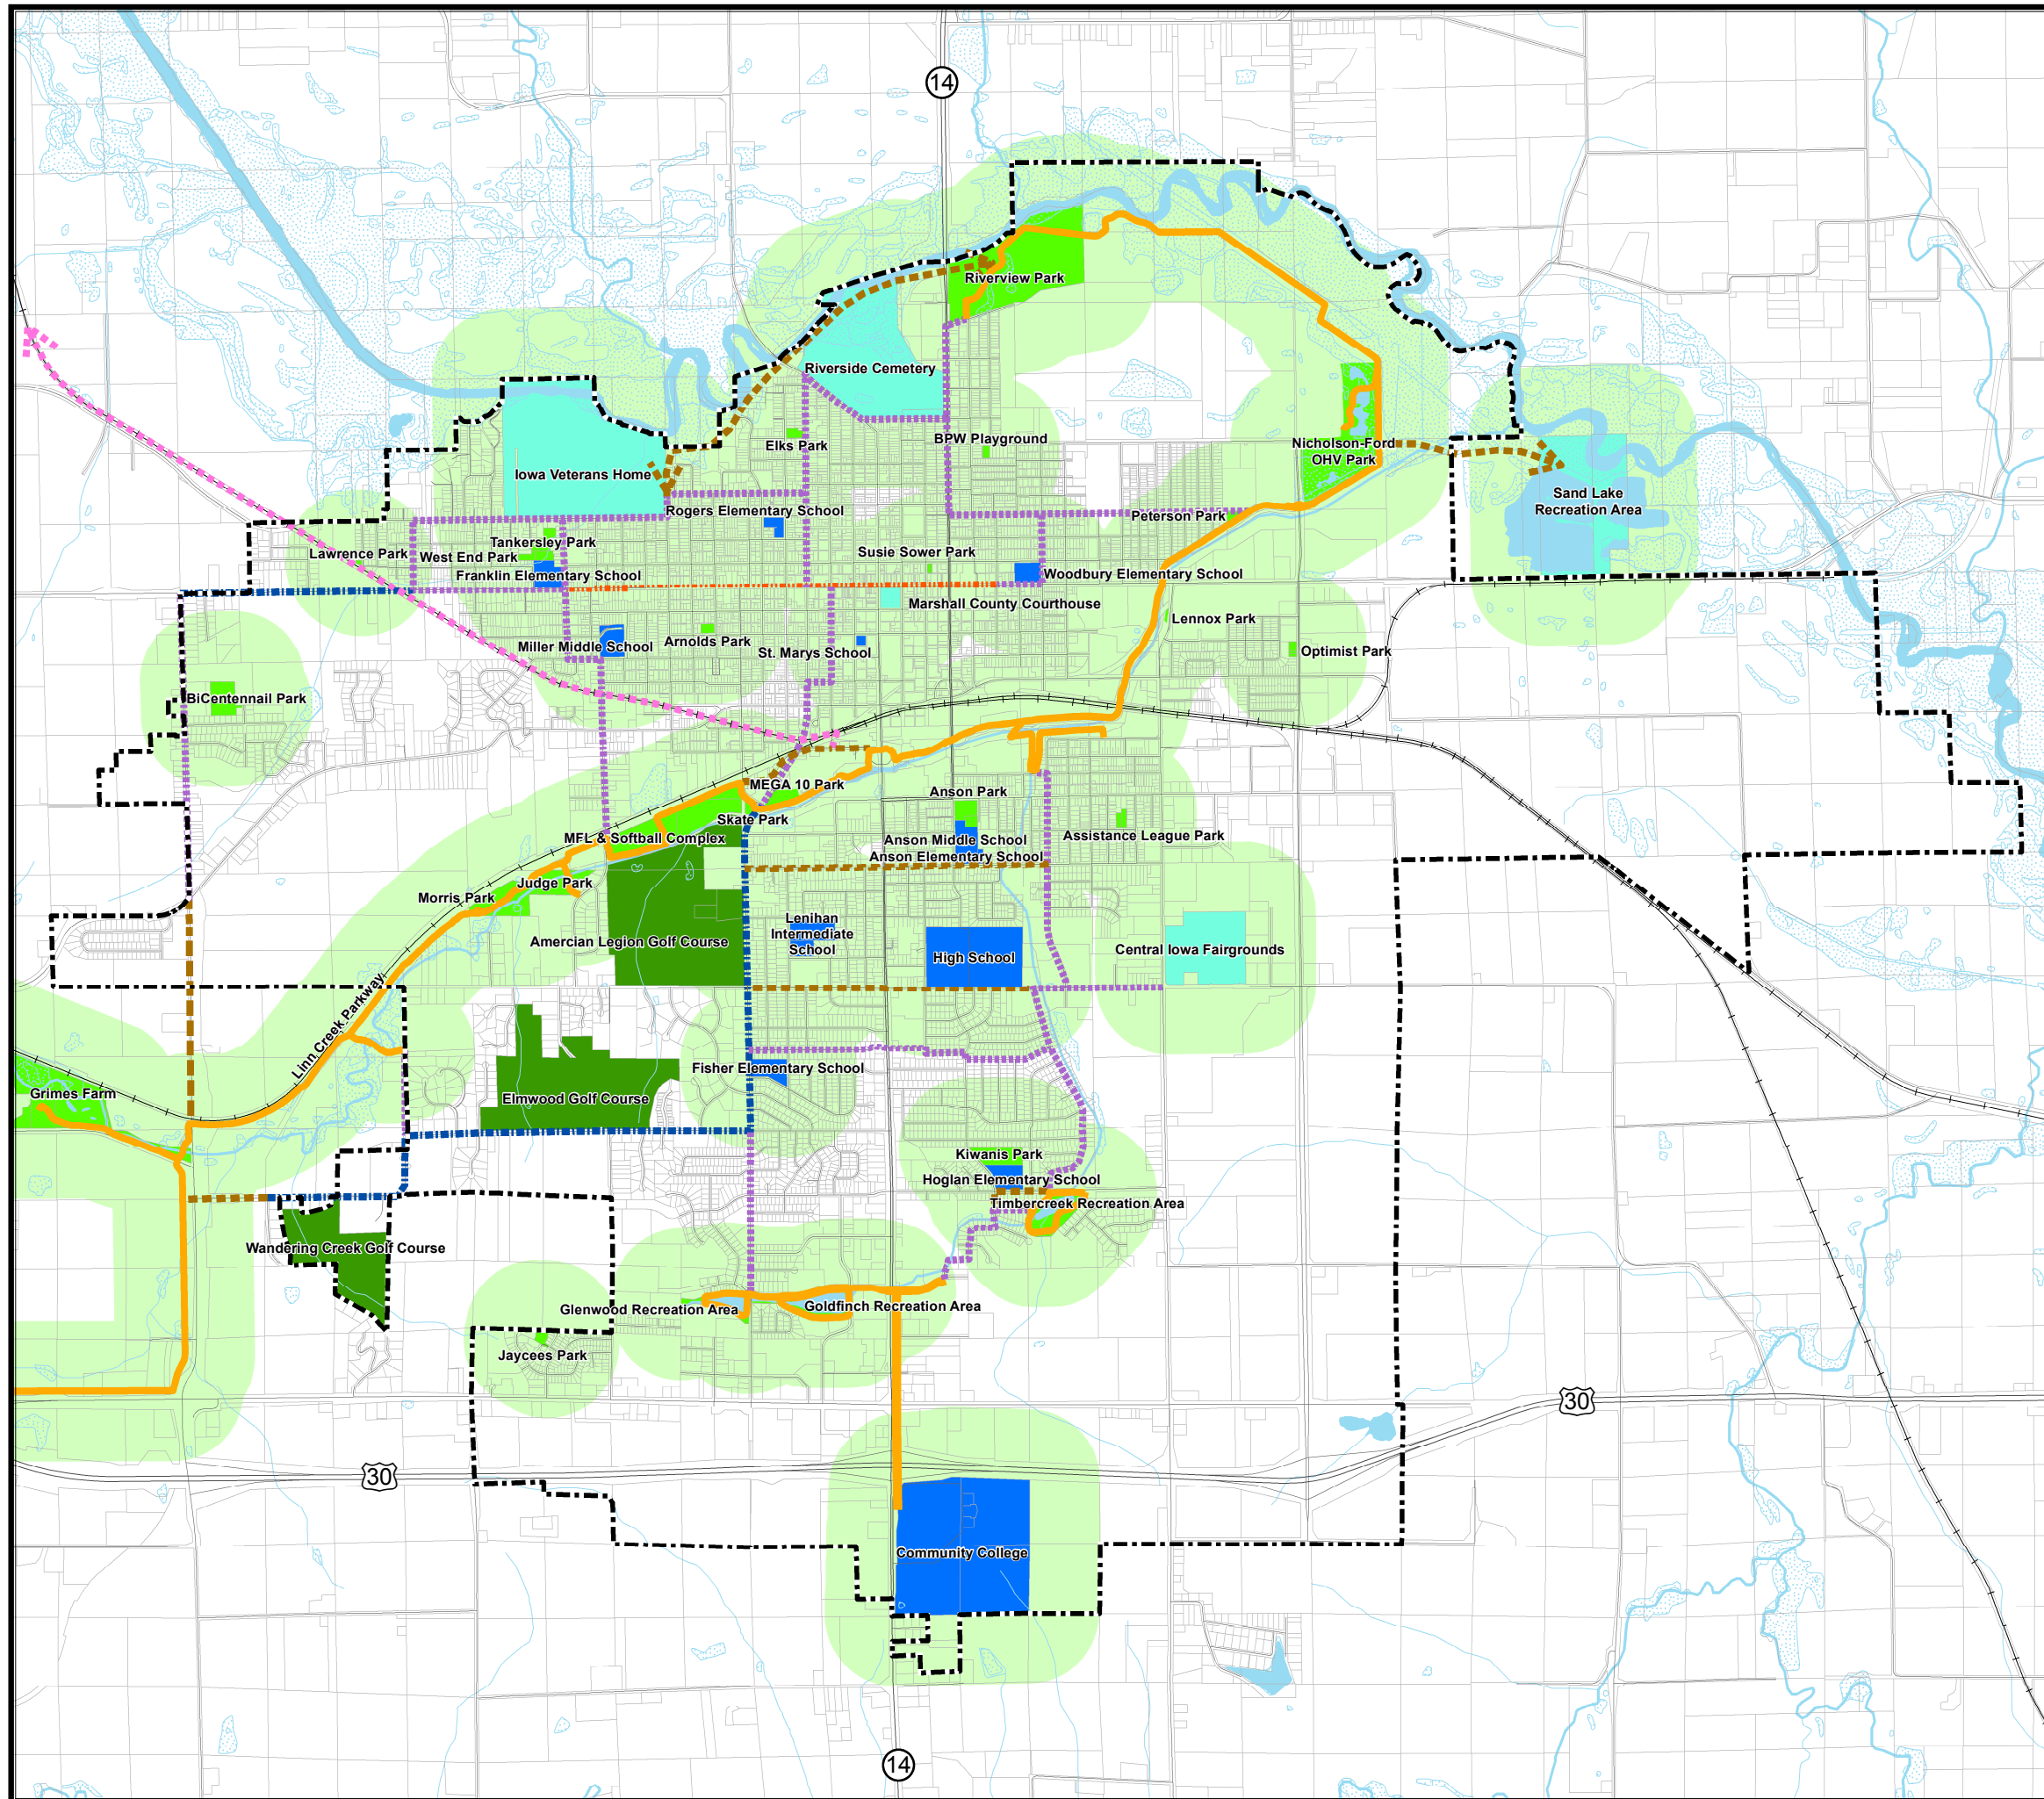 14
Riverview Park
Riverside Cemetery
Elks Park
BPW Playground
Nicholson-Ford
OHV Park
Iowa Veterans Home
Sand Lake
Recreation Area
Rogers Elementary School
Peterson Park
Tankersley Park
Lawrence Park
West End Park
Susie Sower Park
Franklin Elementary School
Woodbury Elementary School
Marshall County Courthouse
Lennox Park
Miller Middle School
Arnolds Park
St. Marys School
Optimist Park
BiCentennail Park
MEGA 10 Park
Anson Park
Skate Park
MFL & Softball Complex
Anson Middle School
Assistance League Park
Anson Elementary School
Judge Park
Morris Park
Lenihan
Intermediate
School
Amercian Legion Golf Course
High School
Central Iowa Fairgrounds
Linn Creek Parkway
Fisher Elementary School
Grimes Farm
Elmwood Golf Course
Kiwanis Park
Hoglan Elementary School
Timbercreek Recreation Area
Wandering Creek Golf Course
Glenwood Recreation Area
Goldfinch Recreation Area
Jaycees Park
30
30
Community College
14